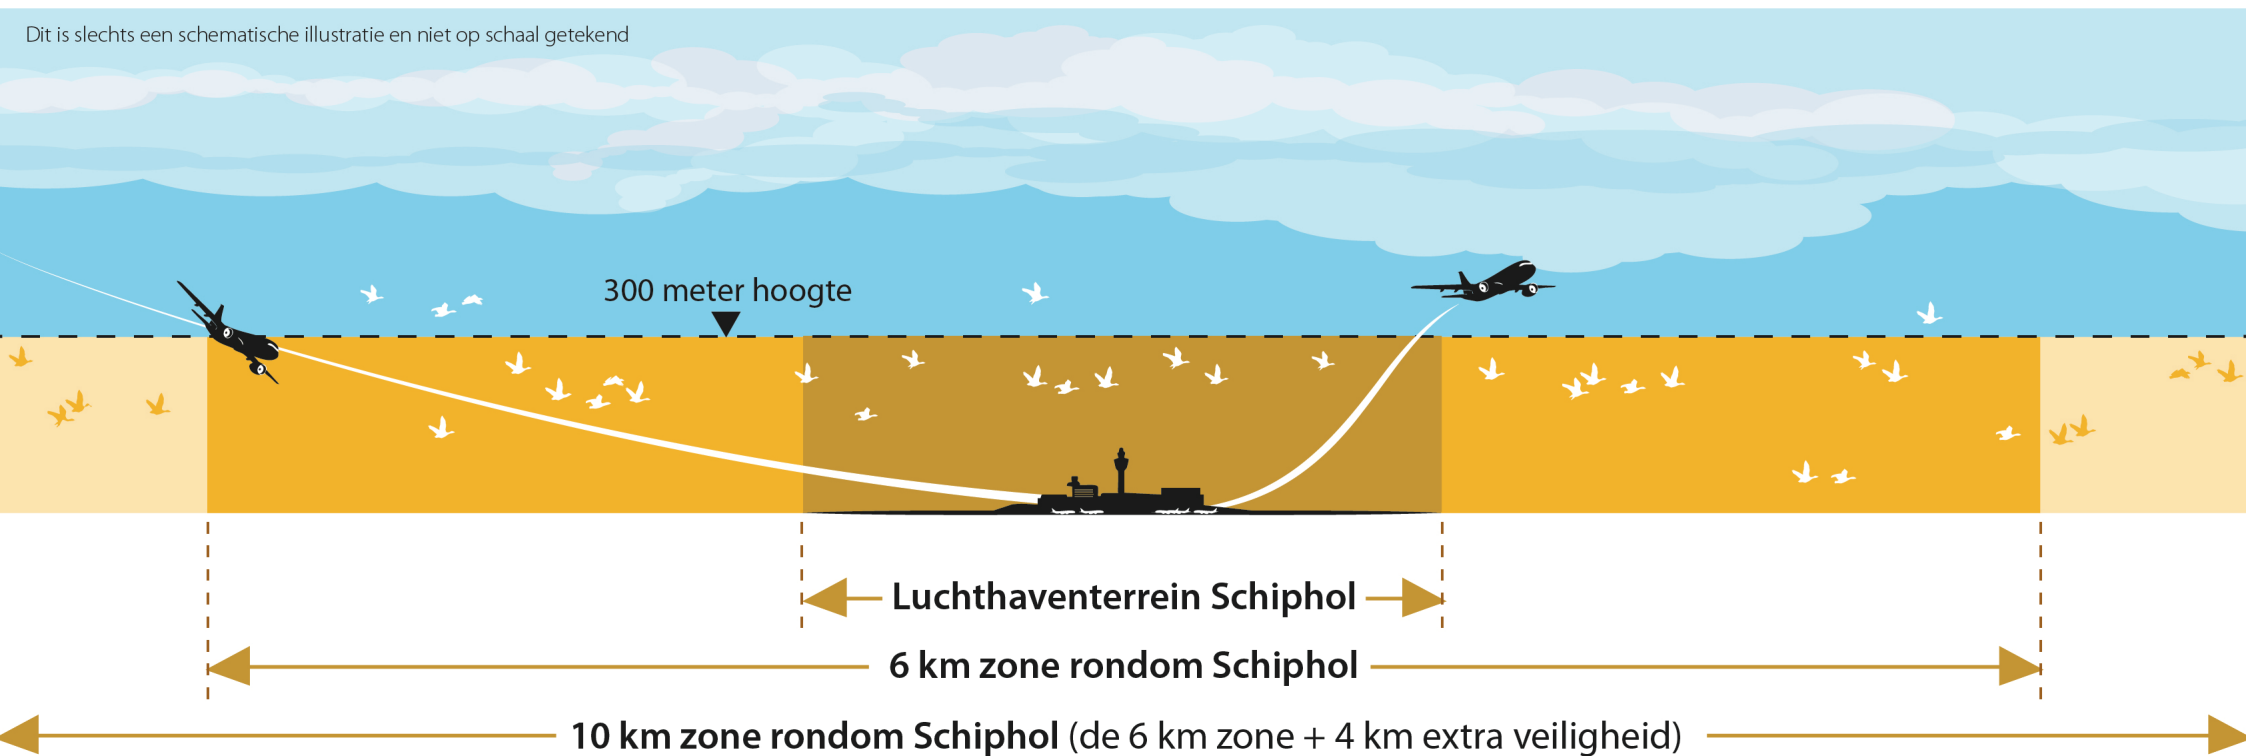 Dit is slechts een schematische illustratie en niet op schaal getekend
300 meter hoogte
Luchthaventerrein Schiphol
6 km zone rondom Schiphol
10 km zone rondom Schiphol (de 6 km zone + 4 km extra veiligheid)